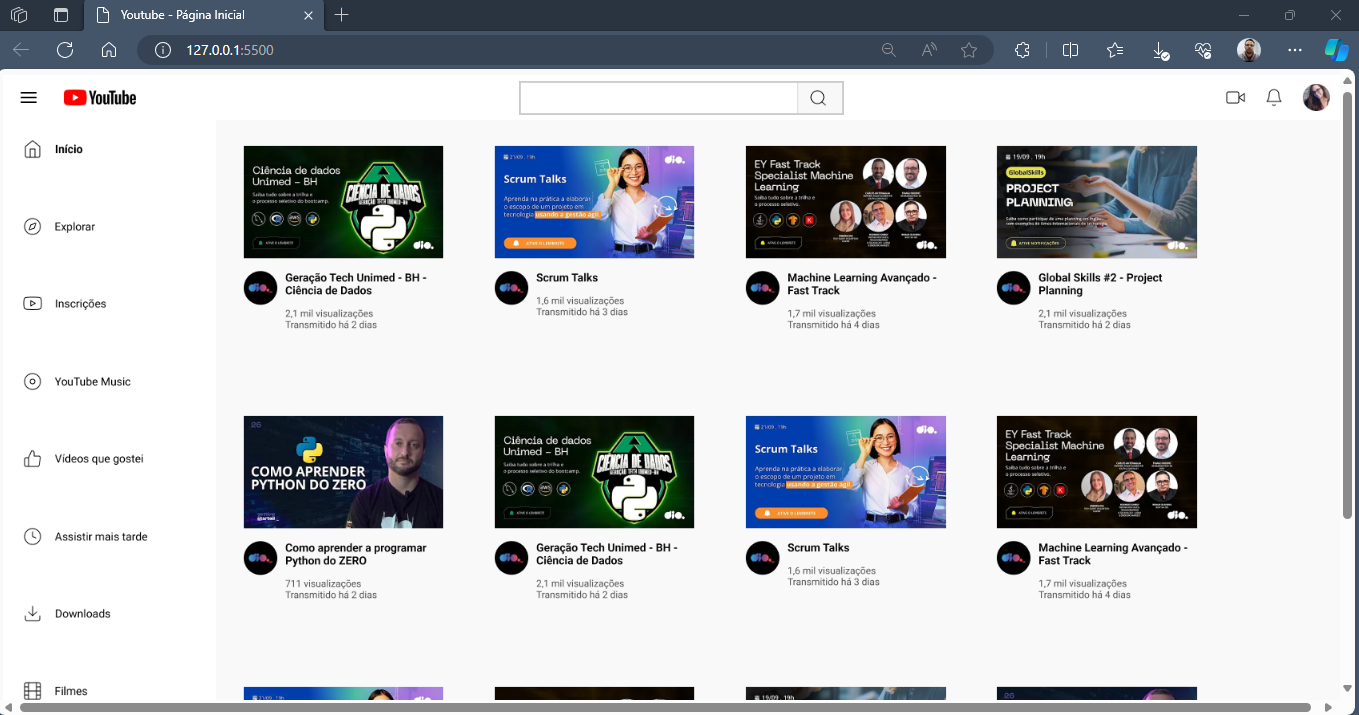 Youtube - Página Inicial
127.0.0.1:5500
YouTube
Início
Explorar
Inscrições
YouTube Music
Vídeos que gostei
Assistir mais tarde
Downloads
Filmes
Ciência de dados
Unimed - BH
Saiba tudo sobre a trilha e
o processo seletivo do bootcamp.
ATIVE O LEMBRETE
CIÊNCIA DE DADOS
GERAÇÃO TECH UNIMED-BH
dio.
Geração Tech Unimed - BH -
Ciência de Dados
2,1 mil visualizações
Transmitido há 2 dias
21/09 . 19h
dio.
Scrum Talks
Aprenda na prática a elaborar
o escopo de um projeto em
tecnologia usando a gestão ágil.
ATIVE O LEMBRETE
Scrum Talks
1,6 mil visualizações
Transmitido há 3 dias
EY Fast Track
Specialist Machine
Learning
Saiba tudo sobre a trilha e
o processo seletivo.
ATIVE O LEMBRETE
dio.
Machine Learning Avançado -
Fast Track
1,7 mil visualizações
Transmitido há 4 dias
19/09 . 19h
GlobalSkills
PROJECT
PLANNING
ATIVE NOTIFICAÇÕES
dio.
Global Skills #2 - Project
Planning
2,1 mil visualizações
Transmitido há 2 dias
COMO APRENDER
PYTHON DO ZERO
Como aprender a programar
Python do ZERO
711 visualizações
Transmitido há 2 dias
Ciência de dados
Unimed - BH
Saiba tudo sobre a trilha e
o processo seletivo do bootcamp.
ATIVE O LEMBRETE
CIÊNCIA DE DADOS
GERAÇÃO TECH UNIMED-BH
dio.
Geração Tech Unimed - BH -
Ciência de Dados
2,1 mil visualizações
Transmitido há 2 dias
21/09 . 19h
dio.
Scrum Talks
Aprenda na prática a elaborar
o escopo de um projeto em
tecnologia usando a gestão ágil.
ATIVE O LEMBRETE
Scrum Talks
1,6 mil visualizações
Transmitido há 3 dias
EY Fast Track
Specialist Machine
Learning
Saiba tudo sobre a trilha e
o processo seletivo.
ATIVE O LEMBRETE
dio.
Machine Learning Avançado -
Fast Track
1,7 mil visualizações
Transmitido há 4 dias
21/09 . 19h
dio.
19/09 . 19h